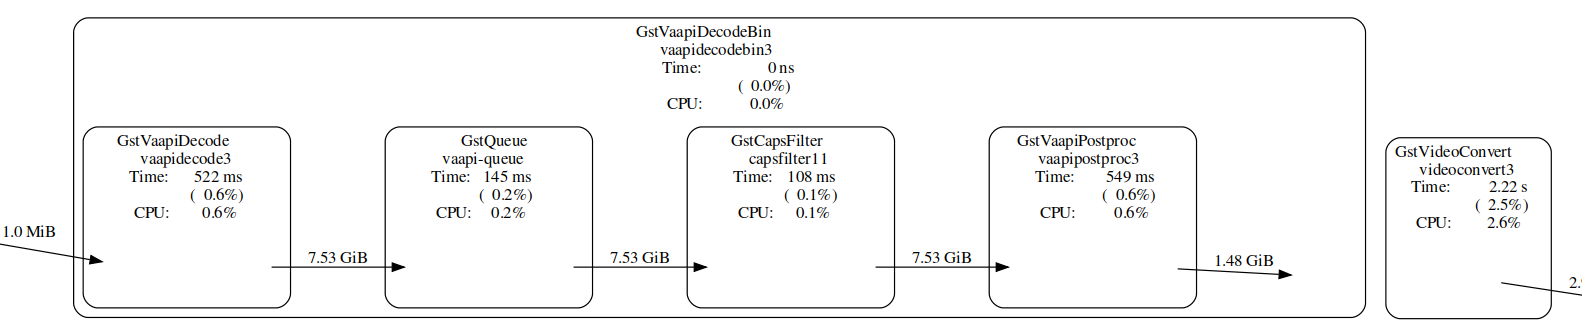 GstVaapiDecodeBin
vaapidecodebin3
Time: 0 ns
( 0.0%)
CPU: 0.0%
GstVaapiDecode
vaapidecode3
Time: 522 ms
( 0.6%)
CPU: 0.6%
GstQueue
vaapi-queue
Time: 145 ms
( 0.2%)
CPU: 0.2%
GstCapsFilter
capsfilter11
Time: 108 ms
( 0.1%)
CPU: 0.1%
GstVaapiPostproc
vaapipostproc3
Time: 549 ms
( 0.6%)
CPU: 0.6%
GstVideoConvert
videoconvert3
Time: 2.22 s
( 2.5%)
CPU: 2.6%
1.0 MiB
7.53 GiB
7.53 GiB
7.53 GiB
1.48 GiB